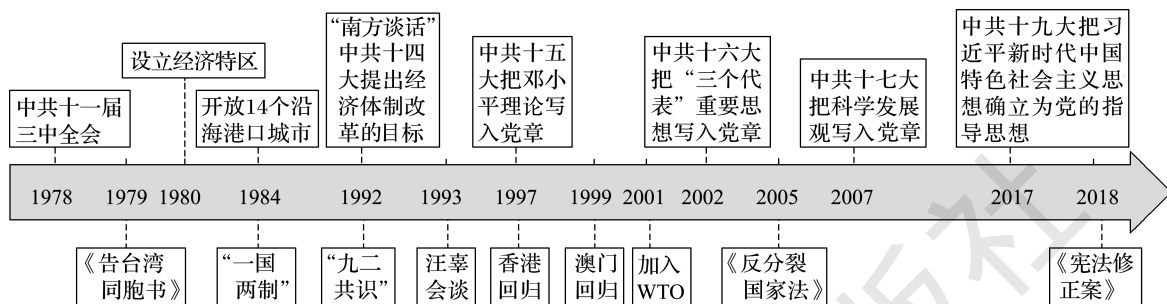 中共十一届
三中全会
设立经济特区
开放14个沿
海港口城市
“南方谈话”
中共十四
大提出经
济体制改
革的目标
中共十五
大把邓小
平理论写
入党章
中共十六大
把“三个代
表”重要思
想写入党章
中共十七大
把科学发展
观写入党章
中共十九大把习
近平新时代中国
特色社会主义思
想确立为党的指
导思想
1978 1979 1980 1984 1992 1993 1997 1999 2001 2002 2005 2007 2017 2018
《告台湾
同胞书》
“一国
两制”
“九二
共识”
汪辜
会谈
香港
回归
澳门
回归
加入
WTO
《反分裂
国家法》
《宪法修
正案》
版社